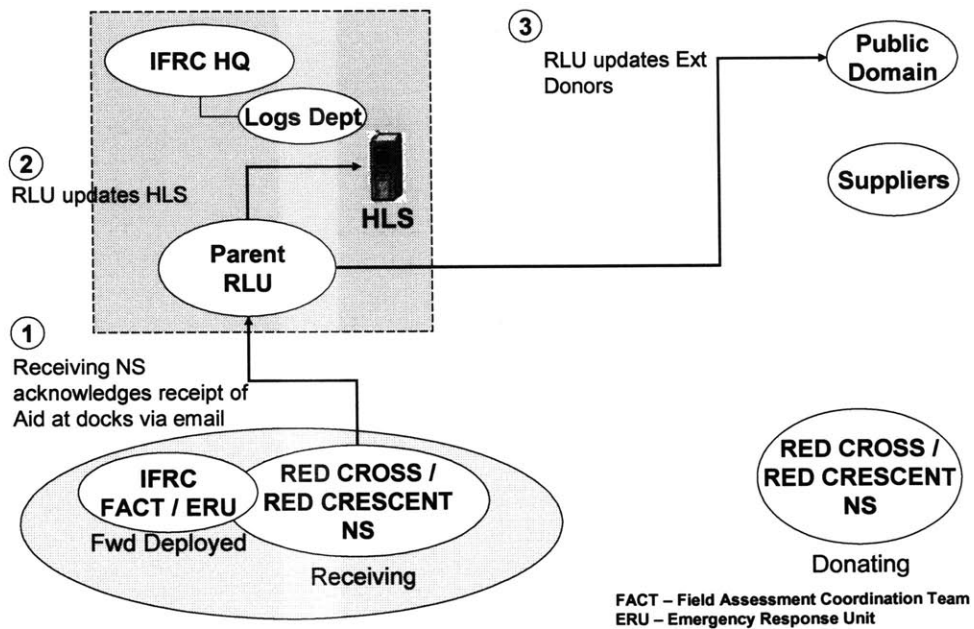 IFRC HQ
Logs Dept
2
RLU updates HLS
HLS
Parent
RLU
3
RLU updates Ext
Donors
Public
Domain
Suppliers
1
Receiving NS
acknowledges receipt of
Aid at docks via email
IFRC
FACT / ERU
Fwd Deployed
RED CROSS /
RED CRESCENT
NS
Receiving
RED CROSS /
RED CRESCENT
NS
Donating
FACT – Field Assessment Coordination Team
ERU – Emergency Response Unit